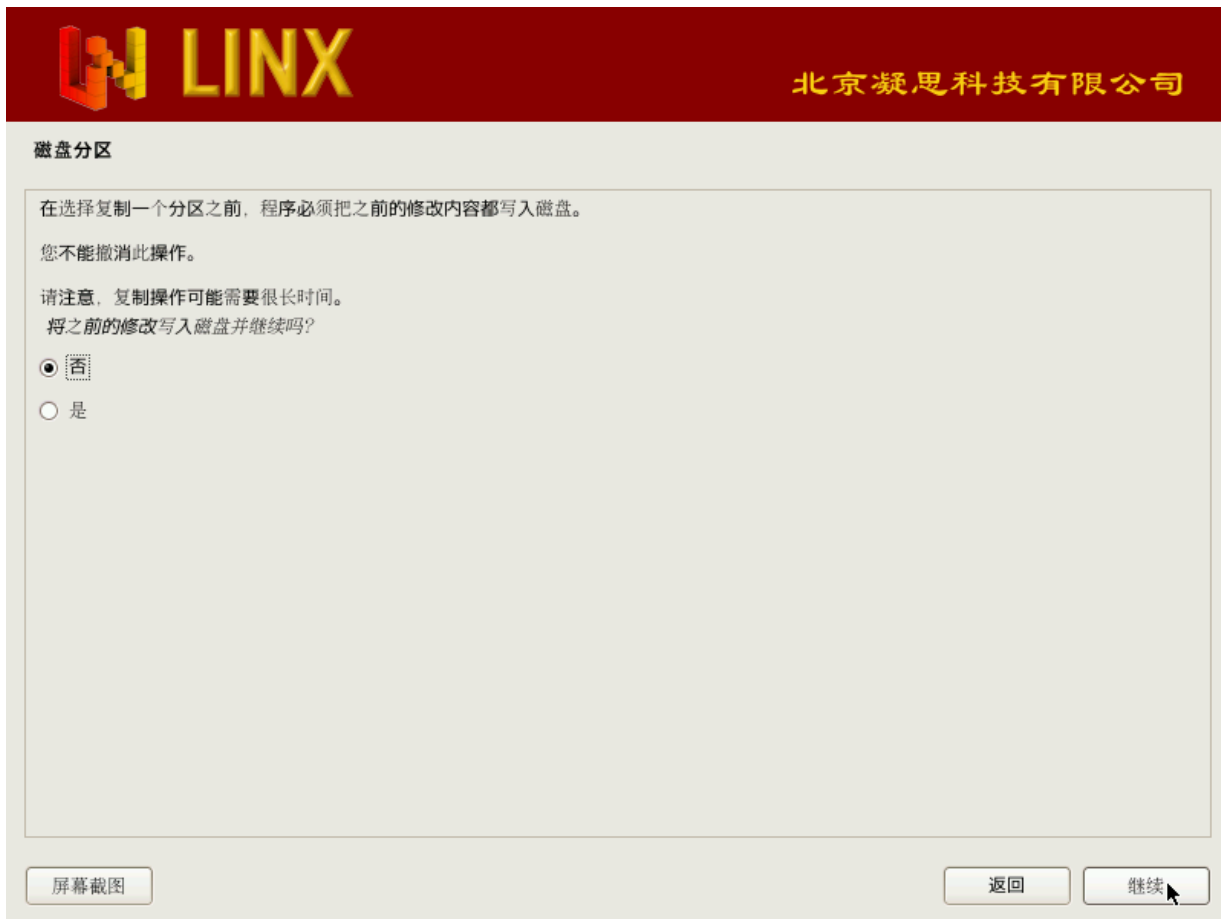 LINX
北京凝思科技有限公司
磁盘分区
在选择复制一个分区之前，程序必须把之前的修改内容都写入磁盘。
您不能撤消此操作。
请注意，复制操作可能需要很长时间。
将之前的修改写入磁盘并继续吗?
否
是
屏幕截图
返回
继续